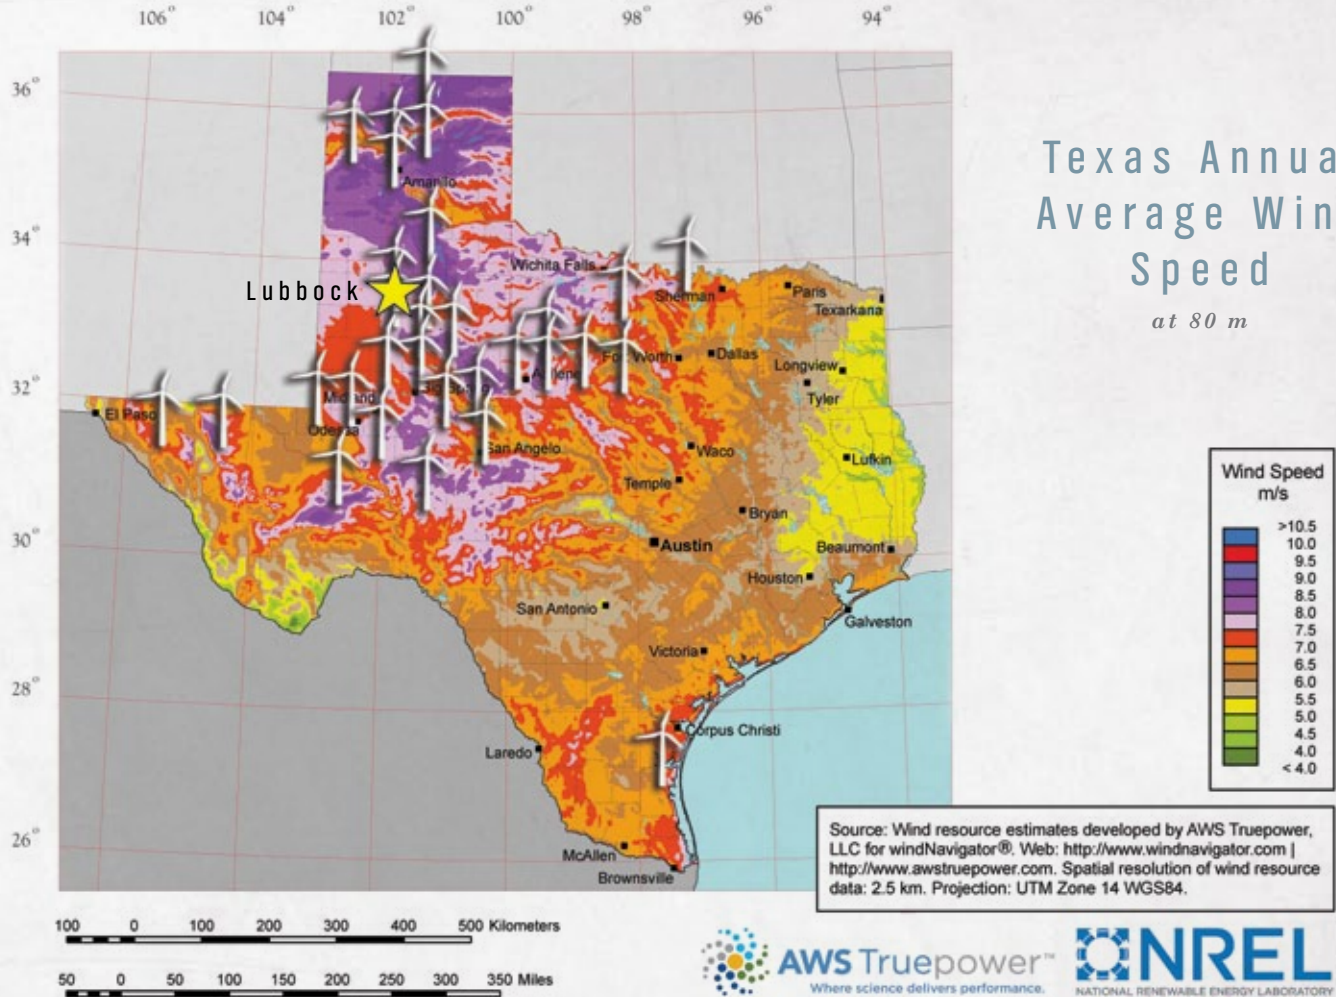 106° 104° 102° 100° 98° 96° 94°
36°
34°
32°
30°
28°
26°
Texas Annua
Average Win
Speed
at 80 m
Amarillo
Lubbock
Wichita Falls
Sherman
Paris
Texarkana
Fort Worth
Dallas
Longview
Tyler
Midland
El Paso
Odessa
San Angelo
Waco
Lufkin
Temple
Bryan
Austin
Beaumont
Houston
San Antonio
Galveston
Victoria
Corpus Christi
Laredo
McAllen
Brownsville
Wind Speed
m/s
>10.5
10.0
9.5
9.0
8.5
8.0
7.5
7.0
6.5
6.0
5.5
5.0
4.5
4.0
< 4.0
Source: Wind resource estimates developed by AWS Truepower,
LLC for windNavigator®. Web: http://www.windnavigator.com |
http://www.awstruepower.com. Spatial resolution of wind resource
data: 2.5 km. Projection: UTM Zone 14 WGS84.
100 0 100 200 300 400 500 Kilometers
50 0 50 100 150 200 250 300 350 Miles
AWS Truepower™
Where science delivers performance.
NREL
NATIONAL RENEWABLE ENERGY LABORATORY